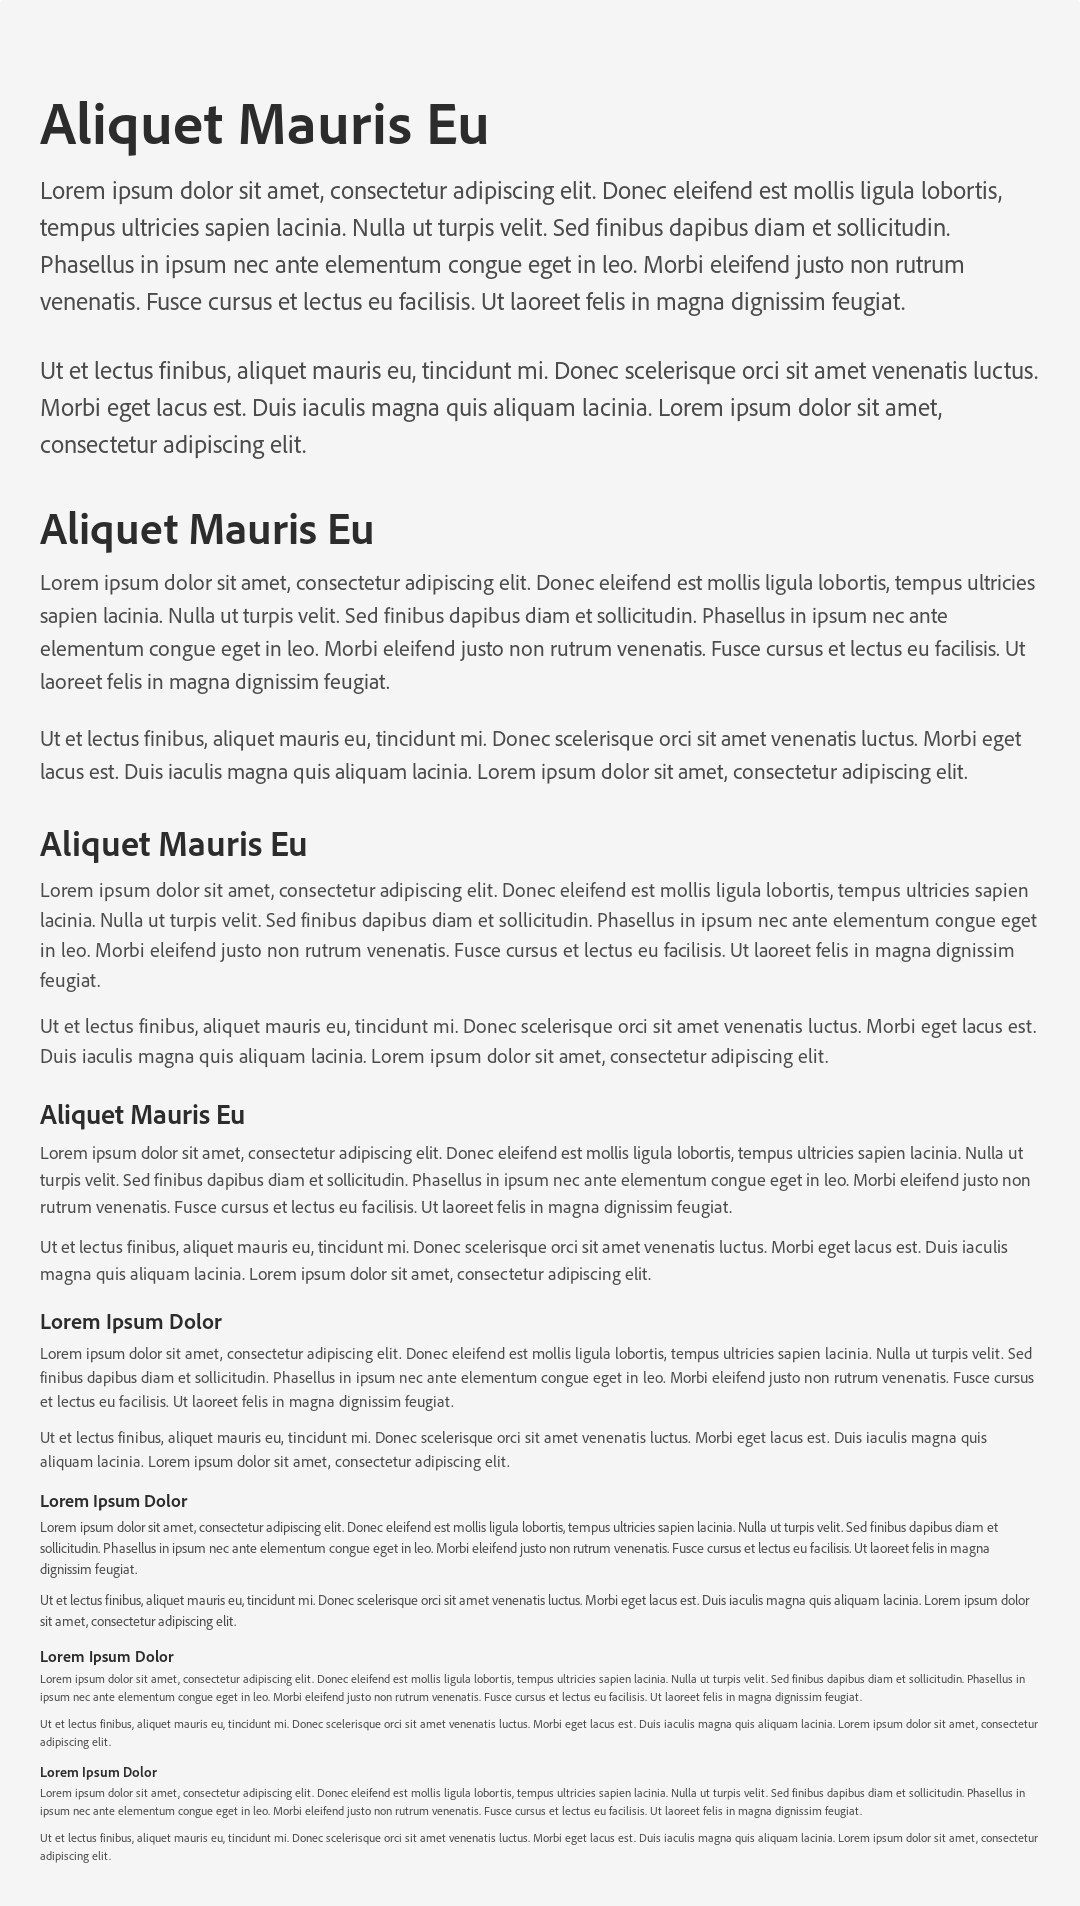 Aliquet Mauris Eu
Lorem ipsum dolor sit amet, consectetur adipiscing elit. Donec eleifend est mollis ligula lobortis,
tempus ultricies sapien lacinia. Nulla ut turpis velit. Sed finibus dapibus diam et sollicitudin.
Phasellus in ipsum nec ante elementum congue eget in leo. Morbi eleifend justo non rutrum
venenatis. Fusce cursus et lectus eu facilisis. Ut laoreet felis in magna dignissim feugiat.
Ut et lectus finibus, aliquet mauris eu, tincidunt mi. Donec scelerisque orci sit amet venenatis luctus.
Morbi eget lacus est. Duis iaculis magna quis aliquam lacinia. Lorem ipsum dolor sit amet,
consectetur adipiscing elit.
Aliquet Mauris Eu
Lorem ipsum dolor sit amet, consectetur adipiscing elit. Donec eleifend est mollis ligula lobortis, tempus ultricies
sapien lacinia. Nulla ut turpis velit. Sed finibus dapibus diam et sollicitudin. Phasellus in ipsum nec ante
elementum congue eget in leo. Morbi eleifend justo non rutrum venenatis. Fusce cursus et lectus eu facilisis. Ut
laoreet felis in magna dignissim feugiat.
Ut et lectus finibus, aliquet mauris eu, tincidunt mi. Donec scelerisque orci sit amet venenatis luctus. Morbi eget
lacus est. Duis iaculis magna quis aliquam lacinia. Lorem ipsum dolor sit amet, consectetur adipiscing elit.
Aliquet Mauris Eu
Lorem ipsum dolor sit amet, consectetur adipiscing elit. Donec eleifend est mollis ligula lobortis, tempus ultricies sapien
lacinia. Nulla ut turpis velit. Sed finibus dapibus diam et sollicitudin. Phasellus in ipsum nec ante elementum congue eget
in leo. Morbi eleifend justo non rutrum venenatis. Fusce cursus et lectus eu facilisis. Ut laoreet felis in magna dignissim
feugiat.
Ut et lectus finibus, aliquet mauris eu, tincidunt mi. Donec scelerisque orci sit amet venenatis luctus. Morbi eget lacus est.
Duis iaculis magna quis aliquam lacinia. Lorem ipsum dolor sit amet, consectetur adipiscing elit.
Aliquet Mauris Eu
Lorem ipsum dolor sit amet, consectetur adipiscing elit. Donec eleifend est mollis ligula lobortis, tempus ultricies sapien lacinia. Nulla ut
turpis velit. Sed finibus dapibus diam et sollicitudin. Phasellus in ipsum nec ante elementum congue eget in leo. Morbi eleifend justo non
rutrum venenatis. Fusce cursus et lectus eu facilisis. Ut laoreet felis in magna dignissim feugiat.
Ut et lectus finibus, aliquet mauris eu, tincidunt mi. Donec scelerisque orci sit amet venenatis luctus. Morbi eget lacus est. Duis iaculis
magna quis aliquam lacinia. Lorem ipsum dolor sit amet, consectetur adipiscing elit.
Lorem Ipsum Dolor
Lorem ipsum dolor sit amet, consectetur adipiscing elit. Donec eleifend est mollis ligula lobortis, tempus ultricies sapien lacinia. Nulla ut turpis velit. Sed
finibus dapibus diam et sollicitudin. Phasellus in ipsum nec ante elementum congue eget in leo. Morbi eleifend justo non rutrum venenatis. Fusce cursus
et lectus eu facilisis. Ut laoreet felis in magna dignissim feugiat.
Ut et lectus finibus, aliquet mauris eu, tincidunt mi. Donec scelerisque orci sit amet venenatis luctus. Morbi eget lacus est. Duis iaculis magna quis
aliquam lacinia. Lorem ipsum dolor sit amet, consectetur adipiscing elit.
Lorem Ipsum Dolor
Lorem ipsum dolor sit amet, consectetur adipiscing elit. Donec eleifend est mollis ligula lobortis, tempus ultricies sapien lacinia. Nulla ut turpis velit. Sed finibus dapibus diam et
sollicitudin. Phasellus in ipsum nec ante elementum congue eget in leo. Morbi eleifend justo non rutrum venenatis. Fusce cursus et lectus eu facilisis. Ut laoreet felis in magna
dignissim feugiat.
Ut et lectus finibus, aliquet mauris eu, tincidunt mi. Donec scelerisque orci sit amet venenatis luctus. Morbi eget lacus est. Duis iaculis magna quis aliquam lacinia. Lorem ipsum dolor
sit amet, consectetur adipiscing elit.
Lorem Ipsum Dolor
Lorem ipsum dolor sit amet, consectetur adipiscing elit. Donec eleifend est mollis ligula lobortis, tempus ultricies sapien lacinia. Nulla ut turpis velit. Sed finibus dapibus diam et sollicitudin. Phasellus in
ipsum nec ante elementum congue eget in leo. Morbi eleifend justo non rutrum venenatis. Fusce cursus et lectus eu facilisis. Ut laoreet felis in magna dignissim feugiat.
Ut et lectus finibus, aliquet mauris eu, tincidunt mi. Donec scelerisque orci sit amet venenatis luctus. Morbi eget lacus est. Duis iaculis magna quis aliquam lacinia. Lorem ipsum dolor sit amet, consectetur
adipiscing elit.
Lorem Ipsum Dolor
Lorem ipsum dolor sit amet, consectetur adipiscing elit. Donec eleifend est mollis ligula lobortis, tempus ultricies sapien lacinia. Nulla ut turpis velit. Sed finibus dapibus diam et sollicitudin. Phasellus in
ipsum nec ante elementum congue eget in leo. Morbi eleifend justo non rutrum venenatis. Fusce cursus et lectus eu facilisis. Ut laoreet felis in magna dignissim feugiat.
Ut et lectus finibus, aliquet mauris eu, tincidunt mi. Donec scelerisque orci sit amet venenatis luctus. Morbi eget lacus est. Duis iaculis magna quis aliquam lacinia. Lorem ipsum dolor sit amet, consectetur
adipiscing elit.